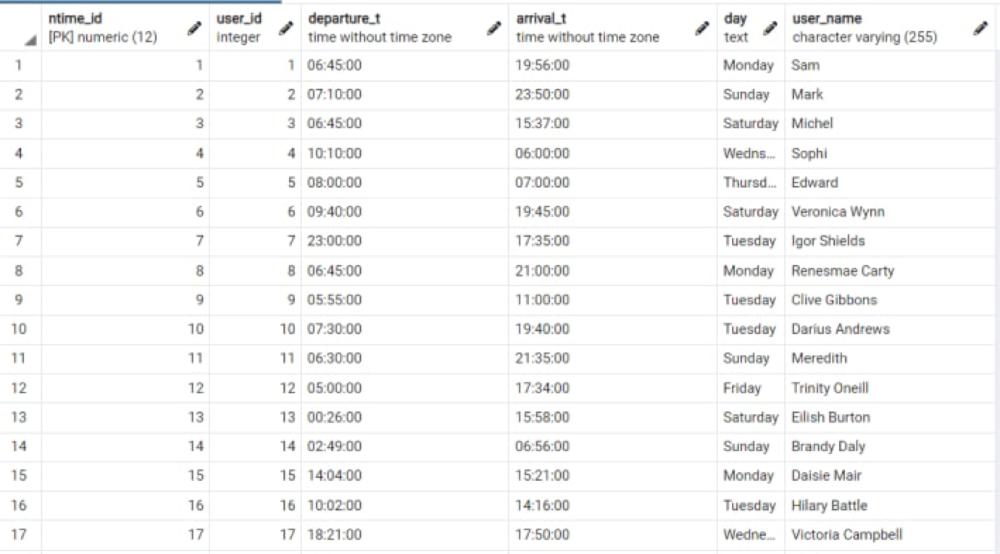 ntime_id user_id departure_t arrival_t day user_name
[PK] numeric (12) integer time without time zone time without time zone text character varying (255)
1 1 1 06:45:00 19:56:00 Monday Sam
2 2 2 07:10:00 23:50:00 Sunday Mark
3 3 3 06:45:00 15:37:00 Saturday Michel
4 4 4 10:10:00 06:00:00 Wedns... Sophi
5 5 5 08:00:00 07:00:00 Thursd... Edward
6 6 6 09:40:00 19:45:00 Saturday Veronica Wynn
7 7 7 23:00:00 17:35:00 Tuesday Igor Shields
8 8 8 06:45:00 21:00:00 Monday Renesmae Carty
9 9 9 05:55:00 11:00:00 Tuesday Clive Gibbons
10 10 10 07:30:00 19:40:00 Tuesday Darius Andrews
11 11 11 06:30:00 21:35:00 Sunday Meredith
12 12 12 05:00:00 17:34:00 Friday Trinity Oneill
13 13 13 00:26:00 15:58:00 Saturday Eilish Burton
14 14 14 02:49:00 06:56:00 Sunday Brandy Daly
15 15 15 14:04:00 15:21:00 Monday Daisie Mair
16 16 16 10:02:00 14:16:00 Tuesday Hilary Battle
17 17 17 18:21:00 17:50:00 Wedne... Victoria Campbell